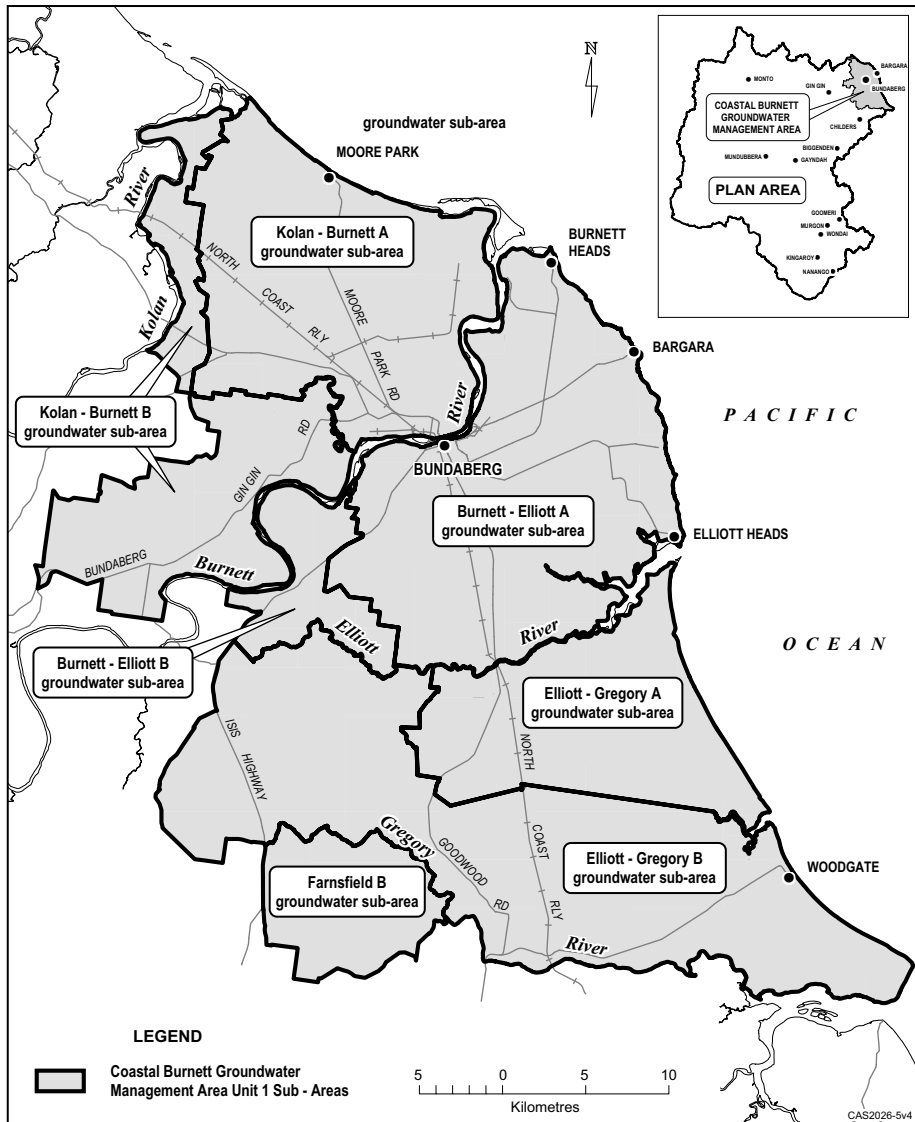 N
groundwater sub-area
MOORE PARK
River
Kolan - Burnett A
groundwater sub-area
BURNETT
HEADS
NORTH
COAST
RLY
MOORE
PARK
RD
Kolan
BARGARA
River
Kolan - Burnett B
groundwater sub-area
PACIFIC
GIN GIN
RD
BUNDABERG
Burnett - Elliott A
groundwater sub-area
ELLIOTT HEADS
BUNDABERG
Burnett
Elliott
River
OCEAN
Burnett - Elliott B
groundwater sub-area
Elliott - Gregory A
groundwater sub-area
ISIS
HIGHWAY
NORTH
COAST
RLY
Gregory
GOODWOOD
RD
Elliott - Gregory B
groundwater sub-area
WOODGATE
Farnsfield B
groundwater sub-area
River
MONTO
GIN GIN
BARGARA
BUNDABERG
COASTAL BURNETT
GROUNDWATER
MANAGEMENT AREA
CHILDERS
BIGGENDEN
MUNDUBBERA
GAYNDAH
PLAN AREA
GOOMERI
MURGON
WONDAI
KINGAROY
NANANGO
LEGEND
Coastal Burnett Groundwater
Management Area Unit 1 Sub - Areas
5 0 5 10
Kilometres
CAS2026-5v4